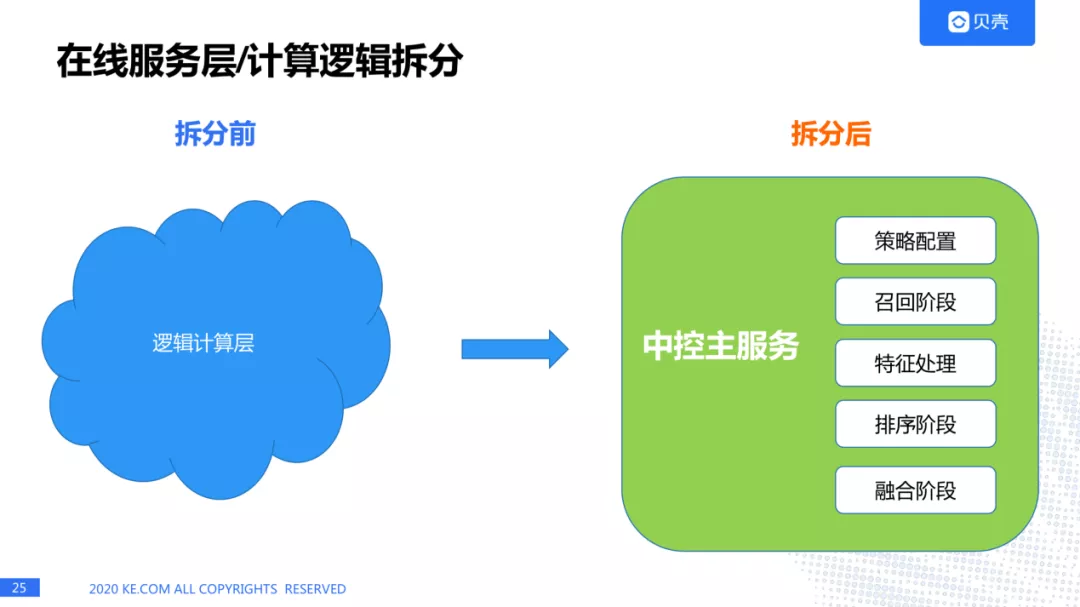 贝壳
在线服务层/计算逻辑拆分
拆分前
拆分后
逻辑计算层
中控主服务
策略配置
召回阶段
特征处理
排序阶段
融合阶段
25
2020 KE.COM ALL COPYRIGHTS RESERVED